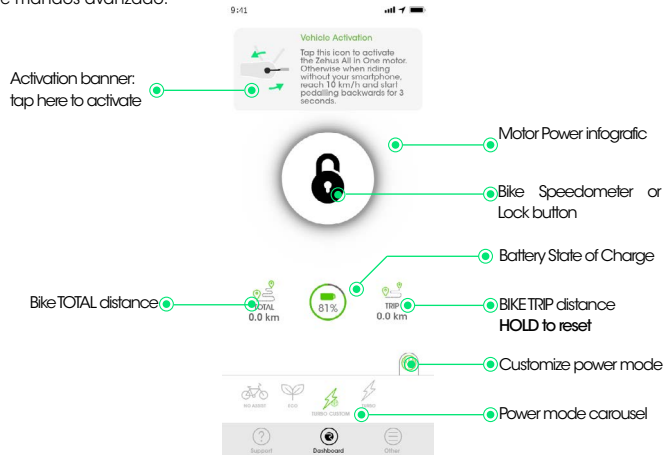 e mandos avanzado.
9:41
Vehicle Activation
Tap this icon to activate
the Zehus All in One motor.
Otherwise when riding
without your smartphone,
reach 10 km/h and start
pedalling backwards for 3
seconds.
Activation banner:
tap here to activate
Motor Power infografic
Bike Speedometer or
Lock button
Battery State of Charge
Bike TOTAL distance
TOTAL
0.0 km
81%
TRIP
0.0 km
BIKE TRIP distance
HOLD to reset
Customize power mode
NO ASSIST
ECO
TURBO CUSTOM
TURBO
Power mode carousel
Support
Dashboard
Other